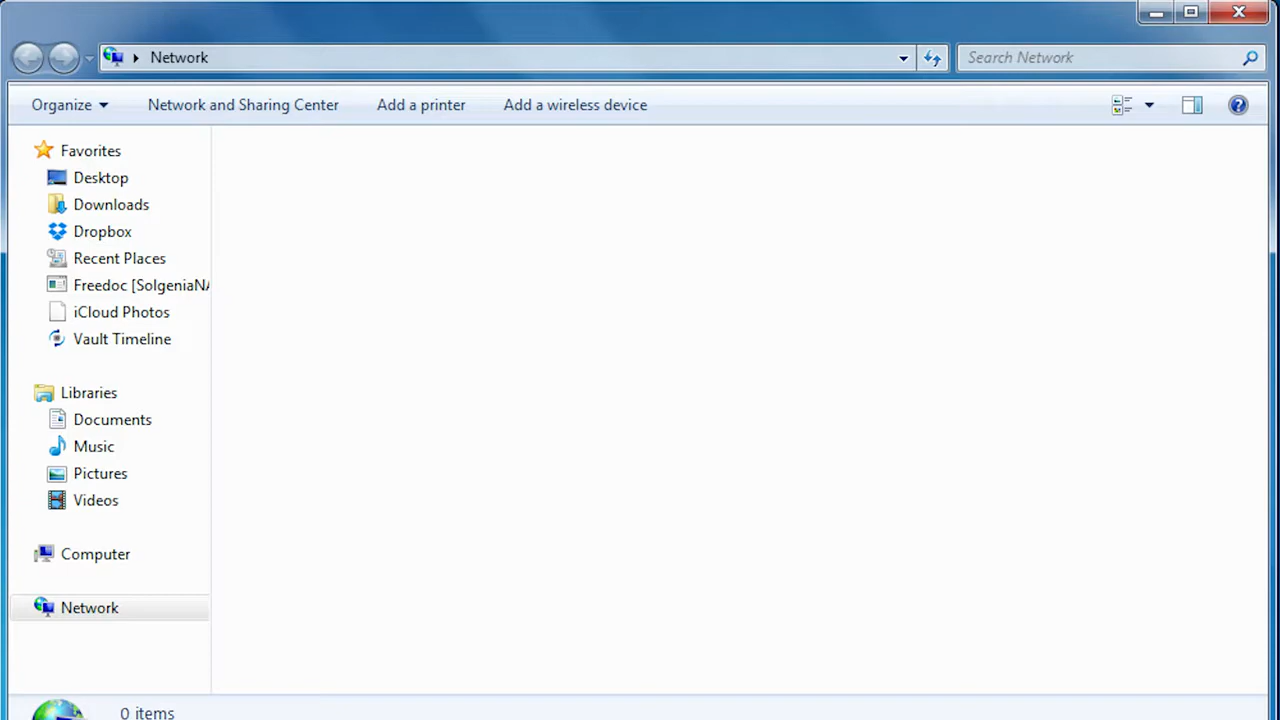 Network
Search Network
Organize
Network and Sharing Center
Add a printer
Add a wireless device
Favorites
Desktop
Downloads
Dropbox
Recent Places
Freedoc [SolgeniaNA
iCloud Photos
Vault Timeline
Libraries
Documents
Music
Pictures
Videos
Computer
Network
0 items